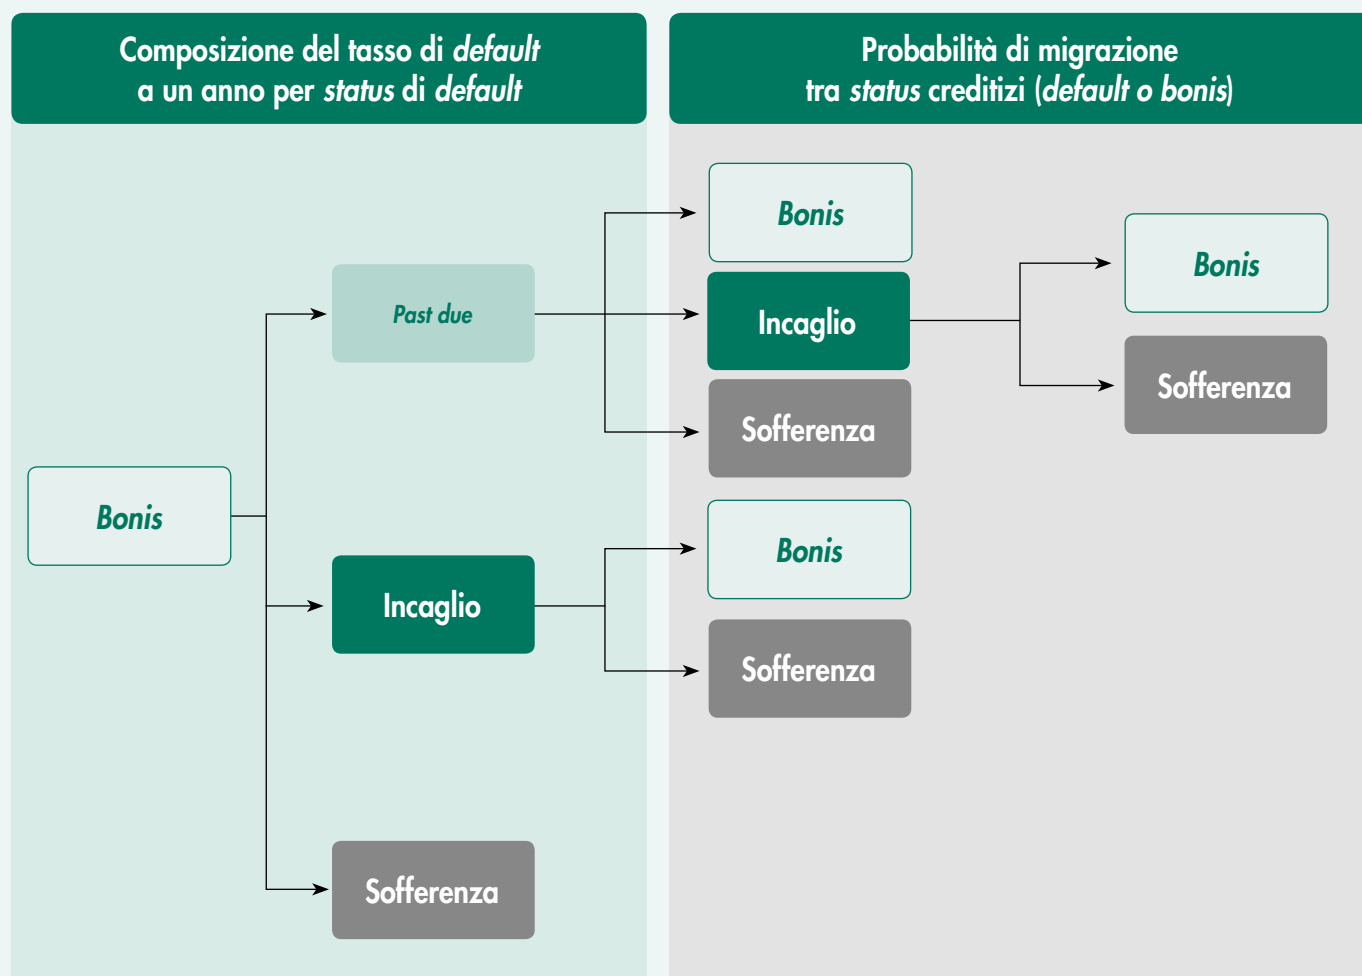 Composizione del tasso di default
a un anno per status di default
Probabilità di migrazione
tra status creditizi (default o bonis)
Bonis
Past due
Incaglio
Sofferenza
Bonis
Incaglio
Sofferenza
Bonis
Sofferenza
Bonis
Sofferenza